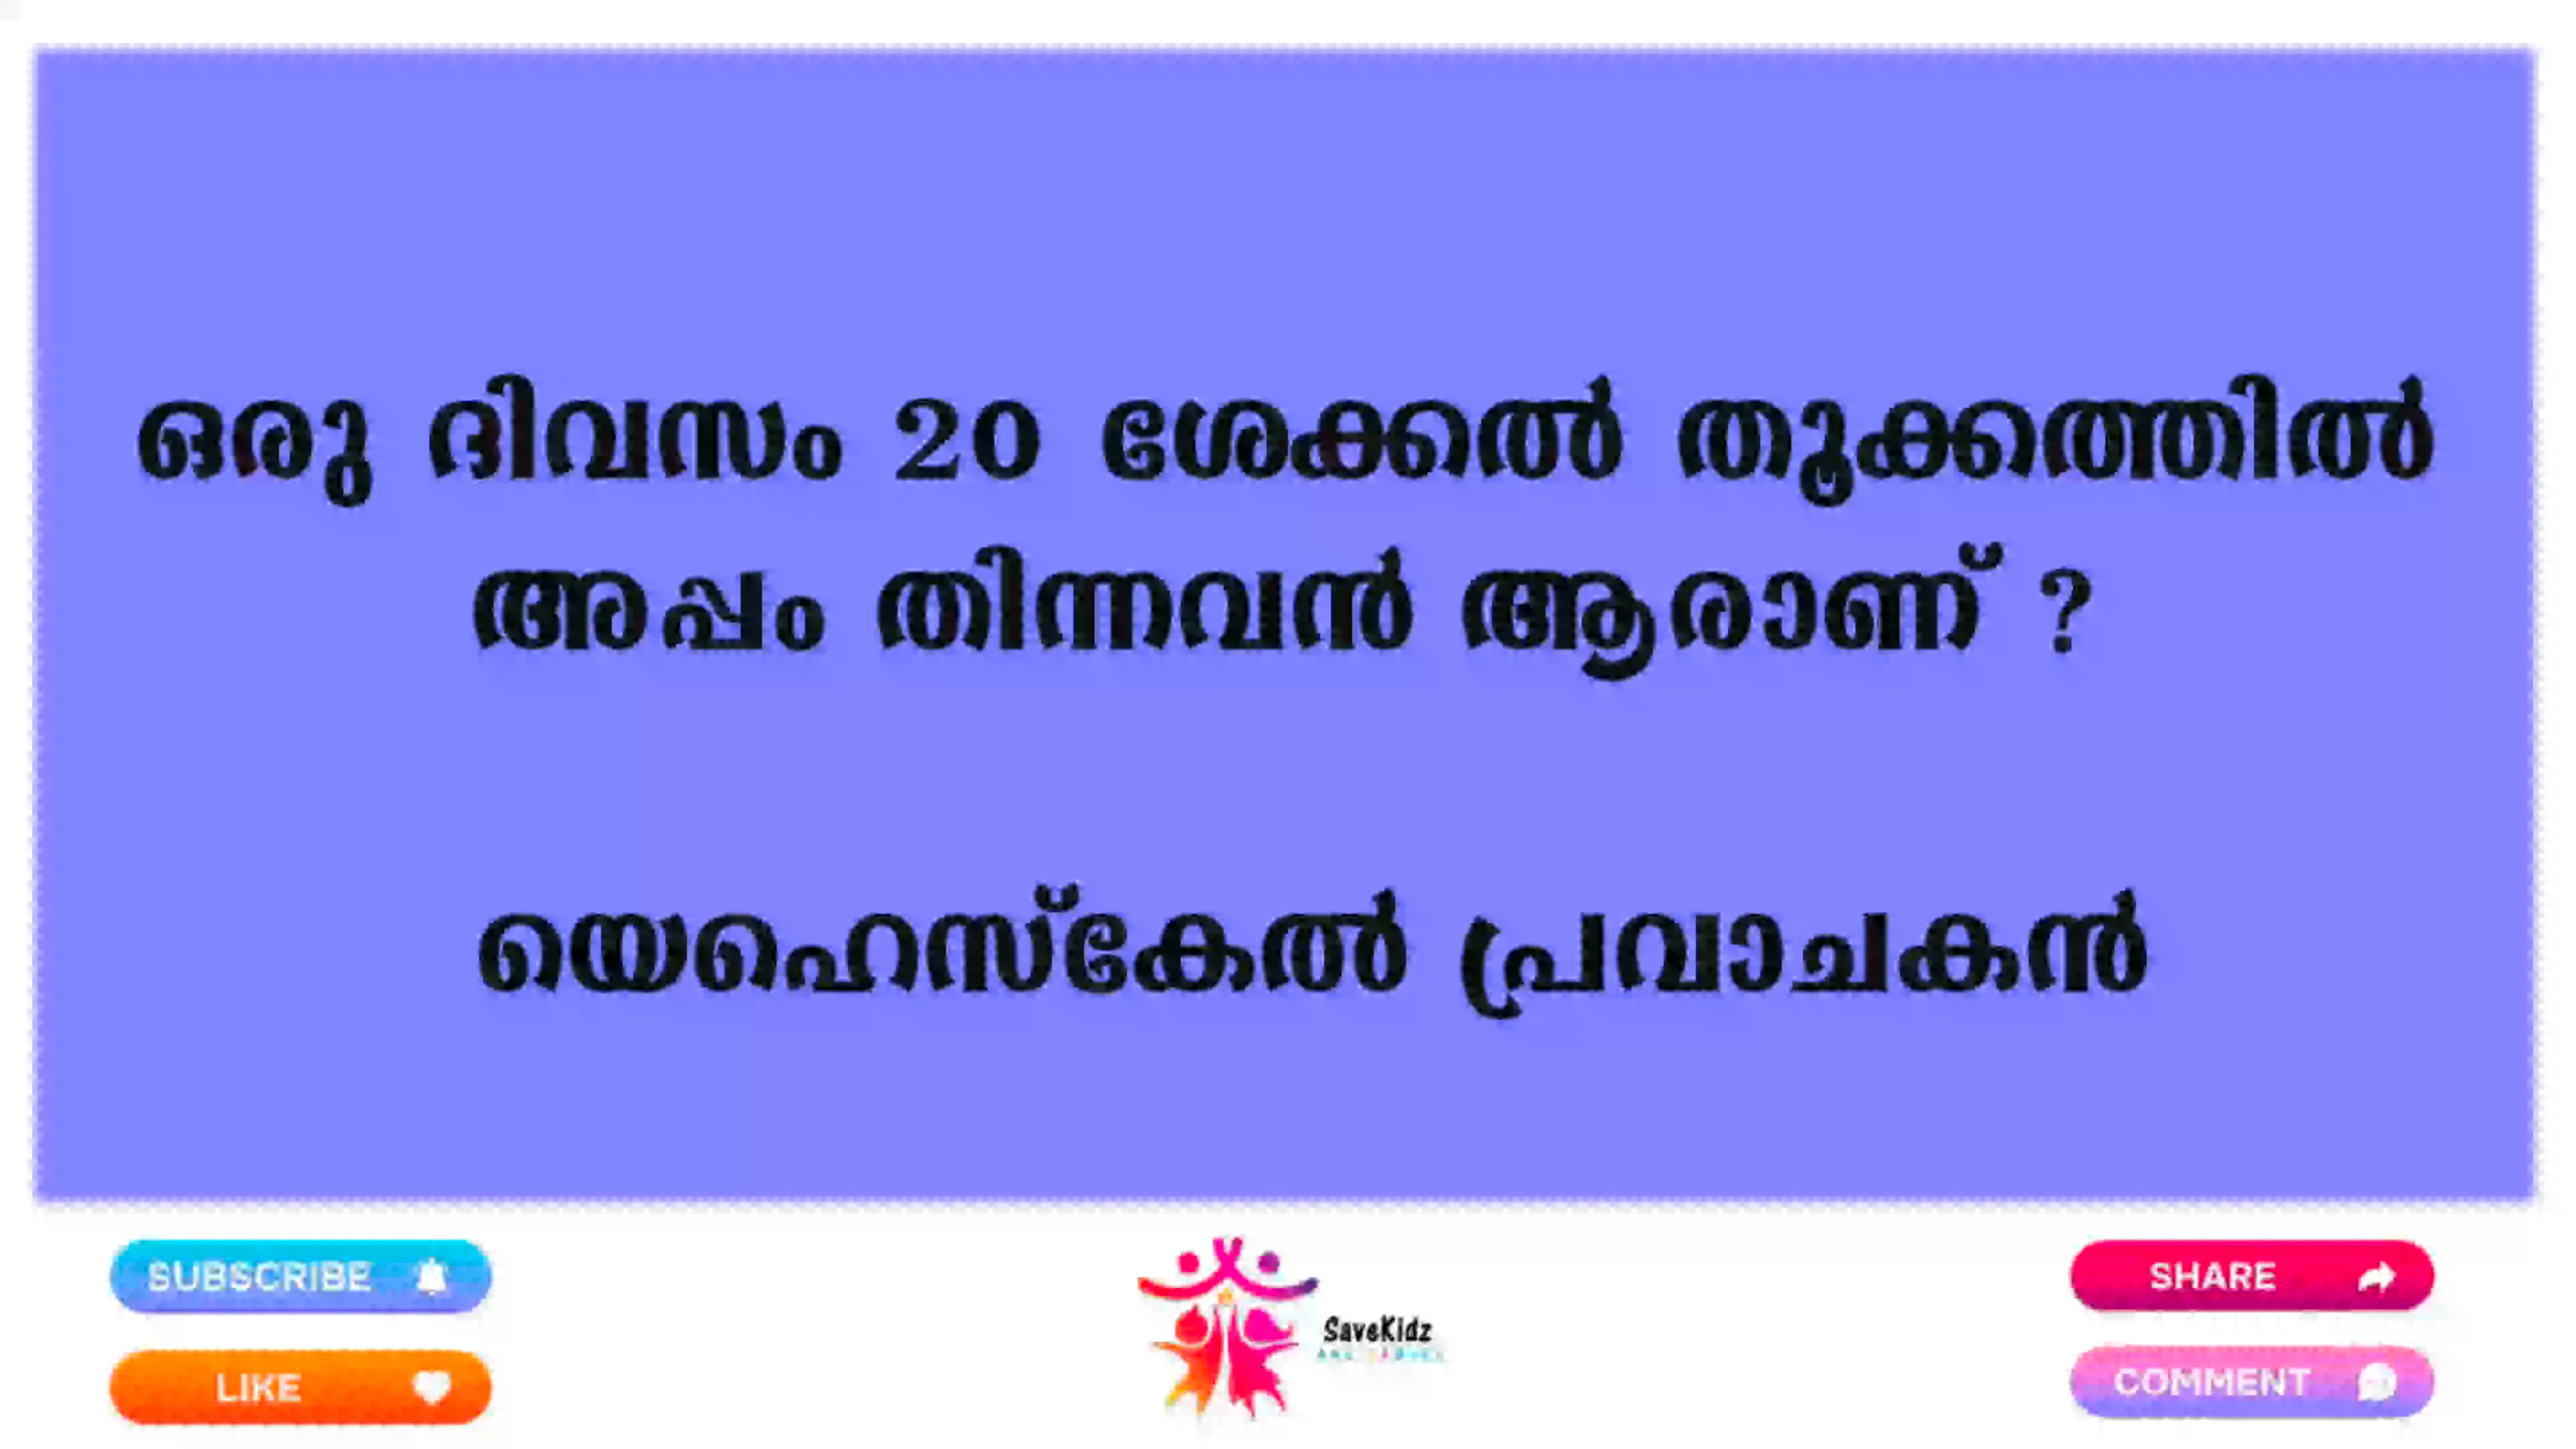 ഒരു ദിവസം 20 ശേക്കൽ തൂക്കത്തിൽ
അപ്പം തിന്നവൻ ആരാണ് ?
യെഹെസ്കേൽ പ്രവാചകൻ
SUBSCRIBE
SHARE
SaveKidz
LIKE
COMMENT